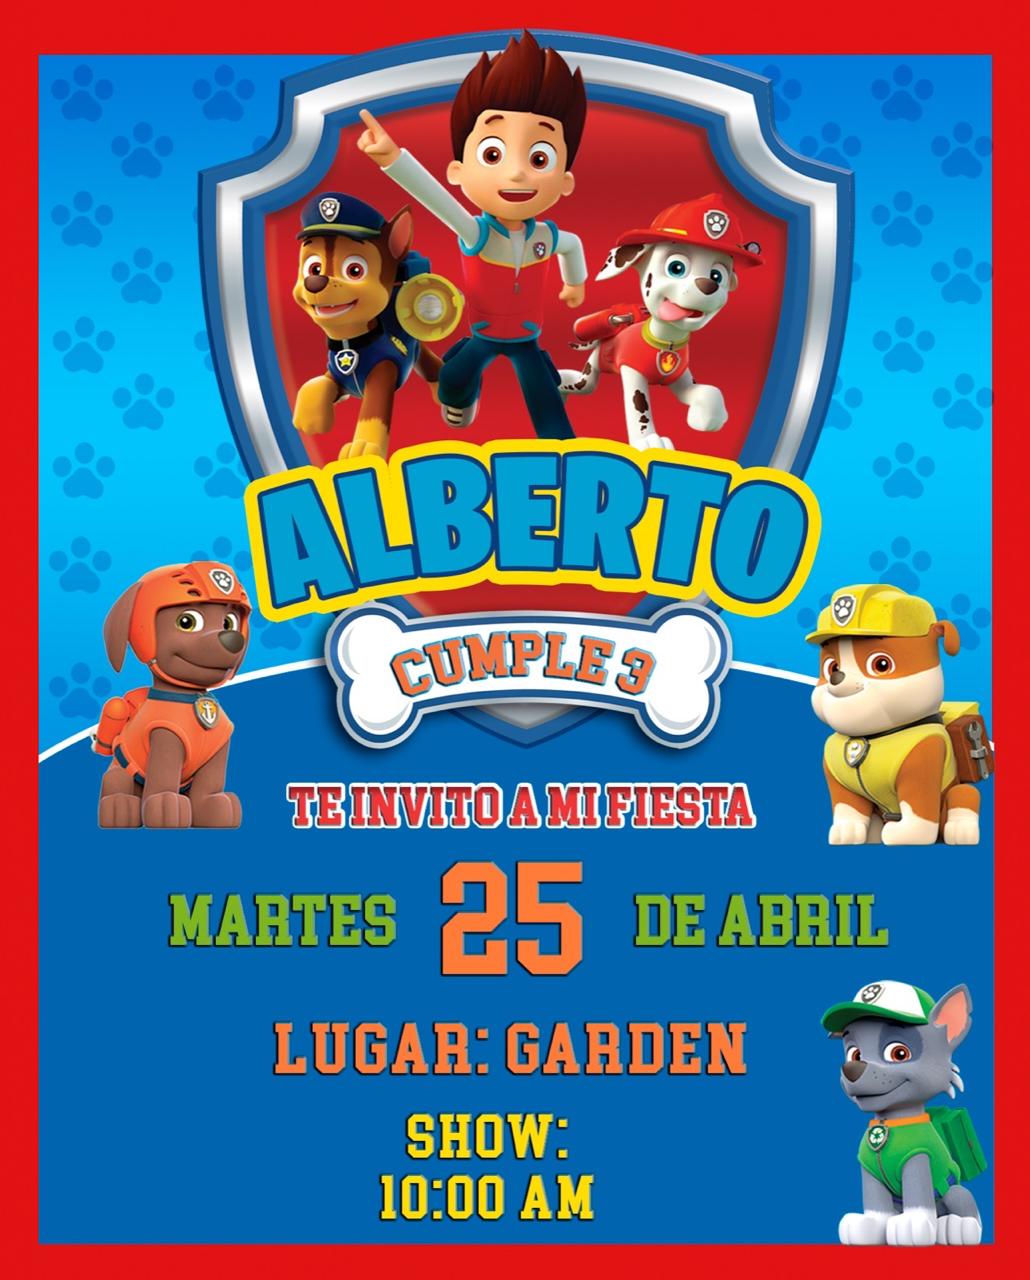 ALBERTO
CUMPLE 3
TE INVITO A MI FIESTA
MARTES 25 DE ABRIL
LUGAR: GARDEN
SHOW:
10:00 AM